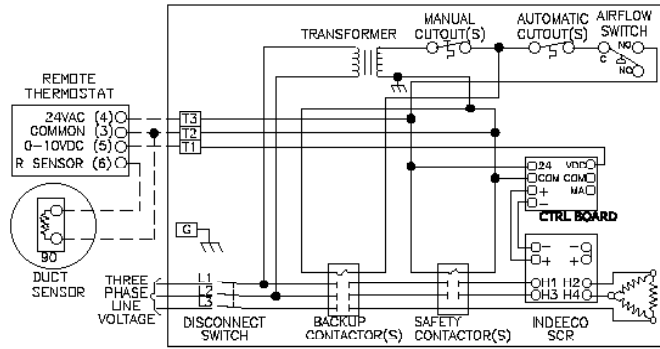 TRANSFORMER
MANUAL
CUTOUT(S)
AUTOMATIC
CUTOUT(S)
AIRFLOW
SWITCH
NO
C
NO
REMOTE
THERMOSTAT
24VAC (4)
COMMON (3)
0-10VDC (5)
R SENSOR (6)
T3
T2
T1
90
DUCT
SENSOR
G
24 VDC
COM COM
+ MA
-
CTRL BOARD
- -
+ +
H1 H2
H3 H4
INDEECO
SCR
THREE
PHASE
LINE
VOLTAGE
L1
L2
L3
DISCONNECT
SWITCH
BACKUP
CONTACTOR(S)
SAFETY
CONTACTOR(S)